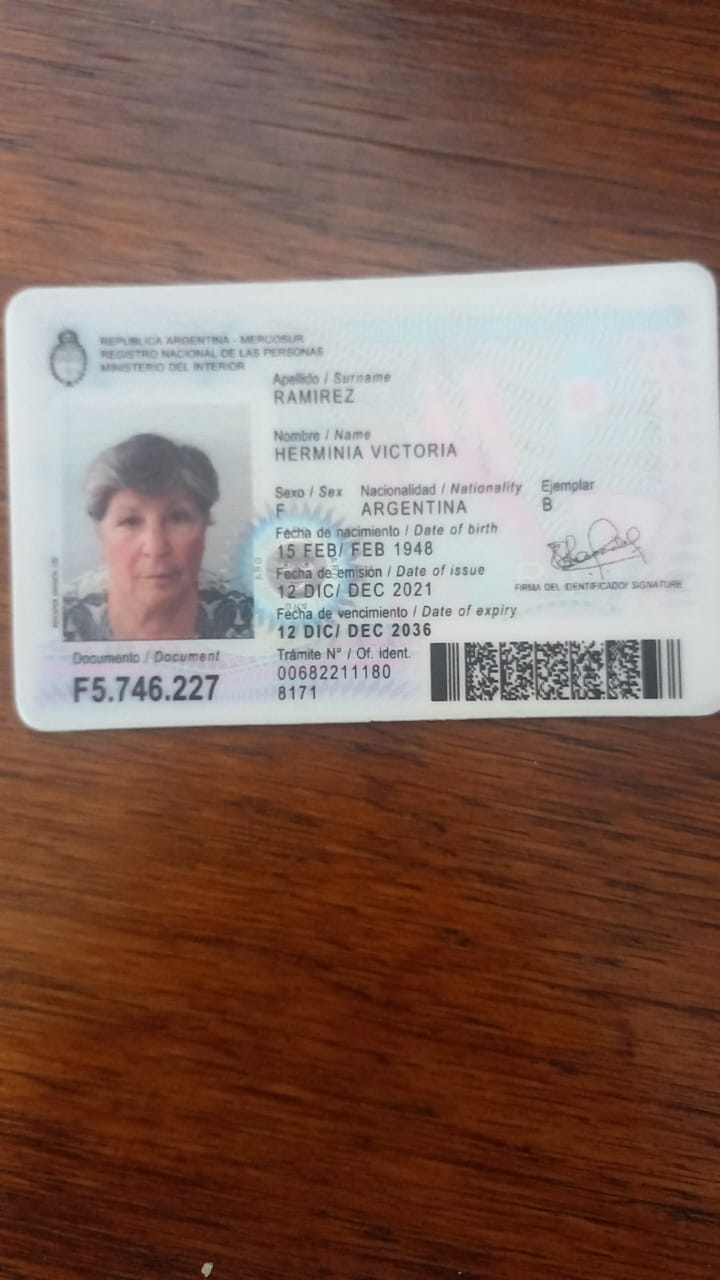 REPUBLICA ARGENTINA - MERCOSUR
REGISTRO NACIONAL DE LAS PERSONAS
MINISTERIO DEL INTERIOR
Apellido / Surname
RAMIREZ
Nombre / Name
HERMINIA VICTORIA
Sexo / Sex Nacionalidad / Nationality Ejemplar
F ARGENTINA B
Fecha de nacimiento / Date of birth
15 FEB/ FEB 1948
Fecha de emisión / Date of issue
12 DIC/ DEC 2021
FIRMA DEL IDENTIFICADO/ SIGNATURE
Fecha de vencimiento / Date of expiry
12 DIC/ DEC 2036
Documento / Document
F5.746.227
Trámite N° / Of. ident.
00682211180
8171